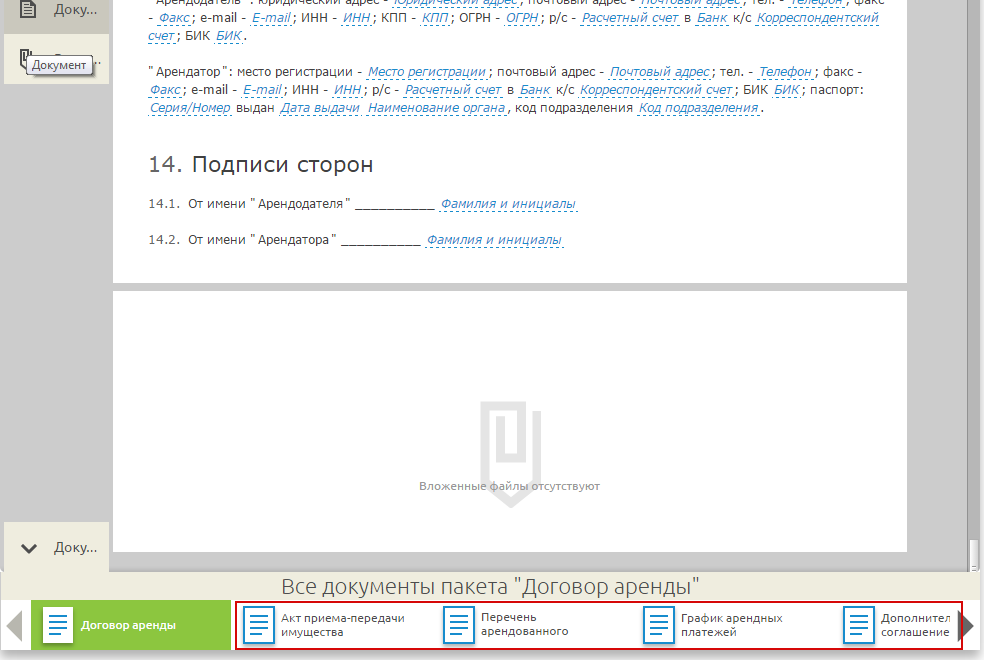 Доку...
"Арендодатель": юридический адрес - Юридический адрес; почтовый адрес - Почтовый адрес; тел. - Телефон; факс
- Факс; e-mail - E-mail; ИНН - ИНН; КПП - КПП; ОГРН - ОГРН; р/с - Расчетный счет в Банк к/с Корреспондентский
счет; БИК БИК.
Документ
"Арендатор": место регистрации - Место регистрации; почтовый адрес - Почтовый адрес; тел. - Телефон; факс -
Факс; e-mail - E-mail; ИНН - ИНН; р/с - Расчетный счет в Банк к/с Корреспондентский счет; БИК БИК; паспорт:
Серия/Номер выдан Дата выдачи Наименование органа, код подразделения Код подразделения.
14. Подписи сторон
14.1. От имени "Арендодателя" __________ Фамилия и инициалы
14.2. От имени "Арендатора" __________ Фамилия и инициалы
Вложенные файлы отсутствуют
Доку...
Все документы пакета "Договор аренды"
Договор аренды
Акт приема-передачи
имущества
Перечень
арендованного
График арендных
платежей
Дополнител
соглашение